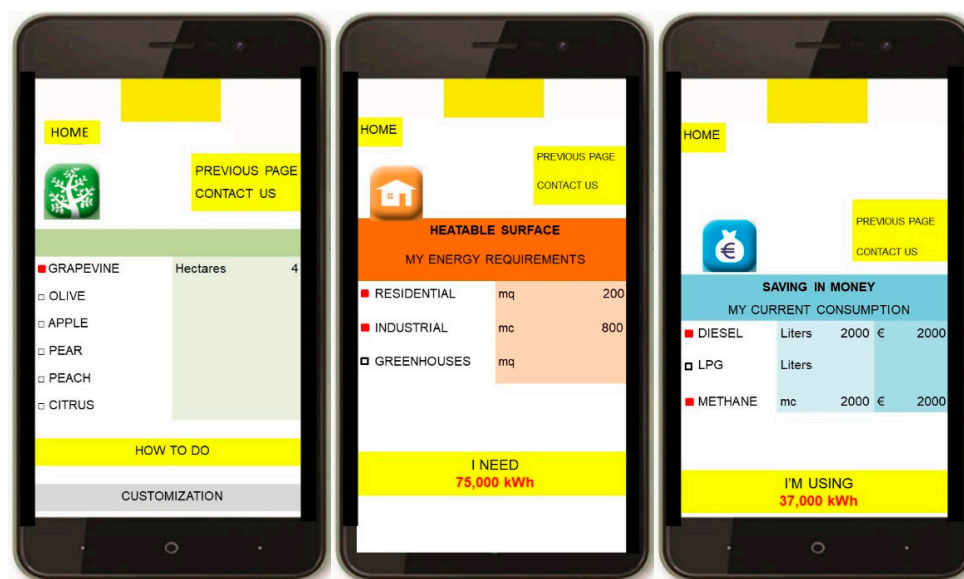 HOME
PREVIOUS PAGE
CONTACT US
GRAPEVINE Hectares 4
OLIVE
APPLE
PEAR
PEACH
CITRUS
HOW TO DO
CUSTOMIZATION
HOME
PREVIOUS PAGE
CONTACT US
HEATABLE SURFACE
MY ENERGY REQUIREMENTS
RESIDENTIAL mq 200
INDUSTRIAL mc 800
GREENHOUSES mq
I NEED
75,000 kWh
HOME
PREVIOUS PAGE
CONTACT US
€
SAVING IN MONEY
MY CURRENT CONSUMPTION
DIESEL Liters 2000 € 2000
LPG Liters
METHANE mc 2000 € 2000
I'M USING
37,000 kWh